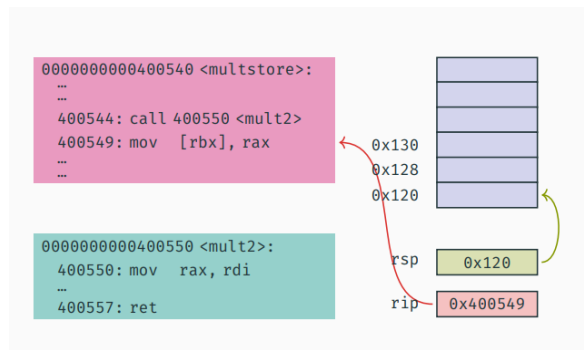 0000000000400540 <multstore>:
…
…
400544: call 400550 <mult2>
400549: mov [rbx], rax
…
…
0000000000400550 <mult2>:
400550: mov rax, rdi
…
400557: ret
0x130
0x128
0x120
rsp 0x120
rip 0x400549